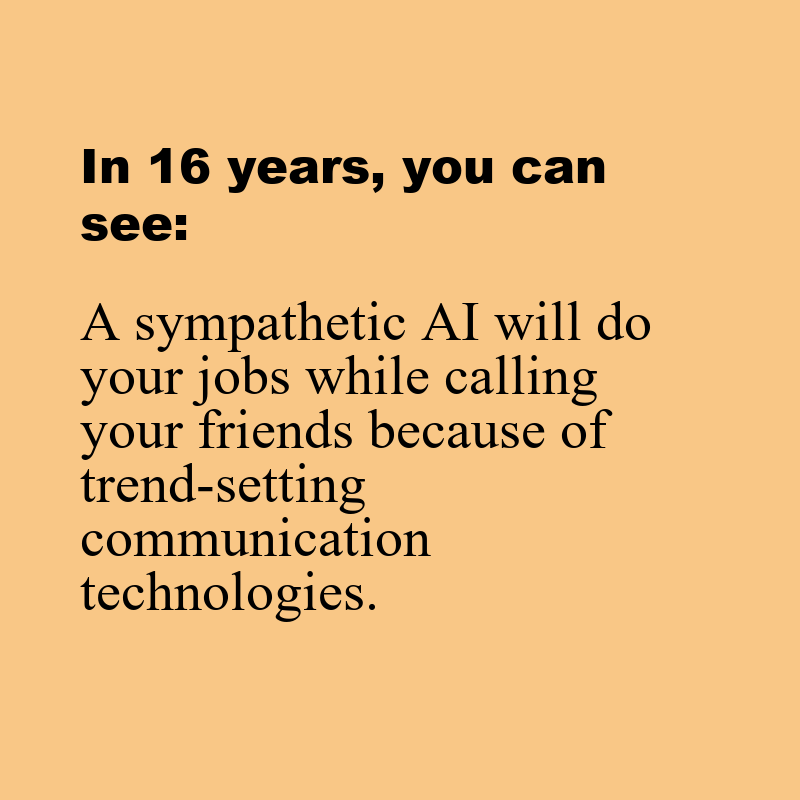 In 16 years, you can
see:
A sympathetic AI will do
your jobs while calling
your friends because of
trend-setting
communication
technologies.